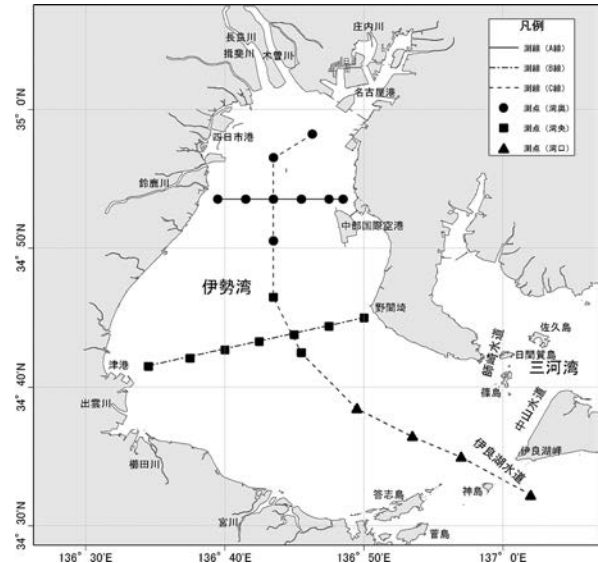 凡例
測線（A線）
測線（B線）
測線（C線）
測点（湾奥）
測点（湾央）
測点（湾口）
長良川
揖斐川
木曽川
庄内川
名古屋港
四日市港
鈴鹿川
中部国際空港
伊勢湾
野間埼
津港
出雲川
櫛田川
宮川
答志島
菅島
神島
伊良湖水道
伊良湖岬
中山水道
三河湾
佐久島
日間賀島
篠島
師崎水道
35° 0'N
34° 50'N
34° 40'N
34° 30'N
136° 30'E
136° 40'E
136° 50'E
137° 0'E